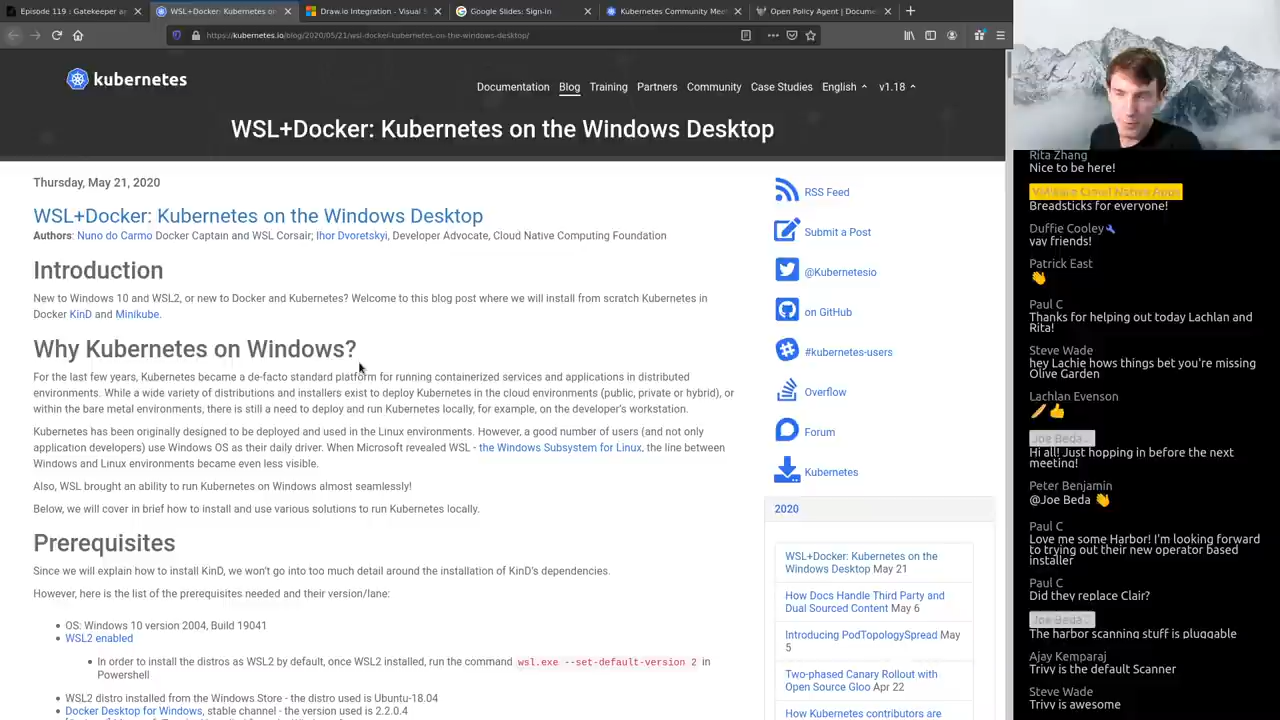 Episode 119 : Gatekeeper a
WSL+Docker: Kubernetes on
Draw.io Integration - Visual S
Google Slides: Sign-in
Kubernetes Community Mee
Open Policy Agent | Docume
https://kubernetes.io/blog/2020/05/21/wsl-docker-kubernetes-on-the-windows-desktop/
kubernetes
Documentation Blog Training Partners Community Case Studies English v1.18
WSL+Docker: Kubernetes on the Windows Desktop
Thursday, May 21, 2020
WSL+Docker: Kubernetes on the Windows Desktop
Authors: Nuno do Carmo Docker Captain and WSL Corsair; Ihor Dvoretskyi, Developer Advocate, Cloud Native Computing Foundation
Introduction
New to Windows 10 and WSL2, or new to Docker and Kubernetes? Welcome to this blog post where we will install from scratch Kubernetes in
Docker KinD and Minikube.
Why Kubernetes on Windows?
For the last few years, Kubernetes became a de-facto standard platform for running containerized services and applications in distributed
environments. While a wide variety of distributions and installers exist to deploy Kubernetes in the cloud environments (public, private or hybrid), or
within the bare metal environments, there is still a need to deploy and run Kubernetes locally, for example, on the developer's workstation.
Kubernetes has been originally designed to be deployed and used in the Linux environments. However, a good number of users (and not only
application developers) use Windows OS as their daily driver. When Microsoft revealed WSL - the Windows Subsystem for Linux, the line between
Windows and Linux environments became even less visible.
Also, WSL brought an ability to run Kubernetes on Windows almost seamlessly!
Below, we will cover in brief how to install and use various solutions to run Kubernetes locally.
Prerequisites
Since we will explain how to install KinD, we won't go into too much detail around the installation of KinD's dependencies.
However, here is the list of the prerequisites needed and their version/lane:
OS: Windows 10 version 2004, Build 19041
WSL2 enabled
In order to install the distros as WSL2 by default, once WSL2 installed, run the command wsl.exe --set-default-version 2 in
Powershell
WSL2 distro installed from the Windows Store - the distro used is Ubuntu-18.04
Docker Desktop for Windows, stable channel - the version used is 2.2.0.4
RSS Feed
Submit a Post
@Kubernetesio
on GitHub
#kubernetes-users
Overflow
Forum
Kubernetes
2020
WSL+Docker: Kubernetes on the
Windows Desktop May 21
How Docs Handle Third Party and
Dual Sourced Content May 6
Introducing PodTopologySpread May
5
Two-phased Canary Rollout with
Open Source Gloo Apr 22
How Kubernetes contributors are
Rita Zhang
Nice to be here!
VMware Cloud Native Apps
Breadsticks for everyone!
Duffie Cooley
yay friends!
Patrick East
👋
Paul C
Thanks for helping out today Lachlan and
Rita!
Steve Wade
hey Lachie hows things bet you're missing
Olive Garden
Lachlan Evenson
🥖👍
Joe Beda
Hi all! Just hopping in before the next
meeting!
Peter Benjamin
@Joe Beda 👋
Paul C
Love me some Harbor! I'm looking forward
to trying out their new operator based
installer
Paul C
Did they replace Clair?
Joe Beda
The harbor scanning stuff is pluggable
Ajay Kemparaj
Trivy is the default Scanner
Steve Wade
Trivy is awesome